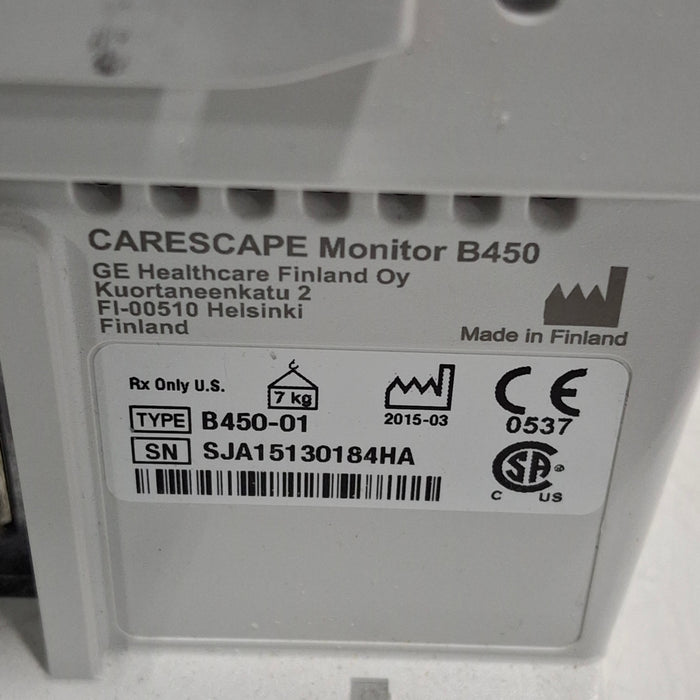 CARESCAPE Monitor B450
GE Healthcare Finland Oy
Kuortaneenkatu 2
FI-00510 Helsinki
Finland
Made in Finland
Rx Only U.S.
7 kg
2015-03
CE
0537
TYPE B450-01
SN SJA15130184HA
SA ®
C US